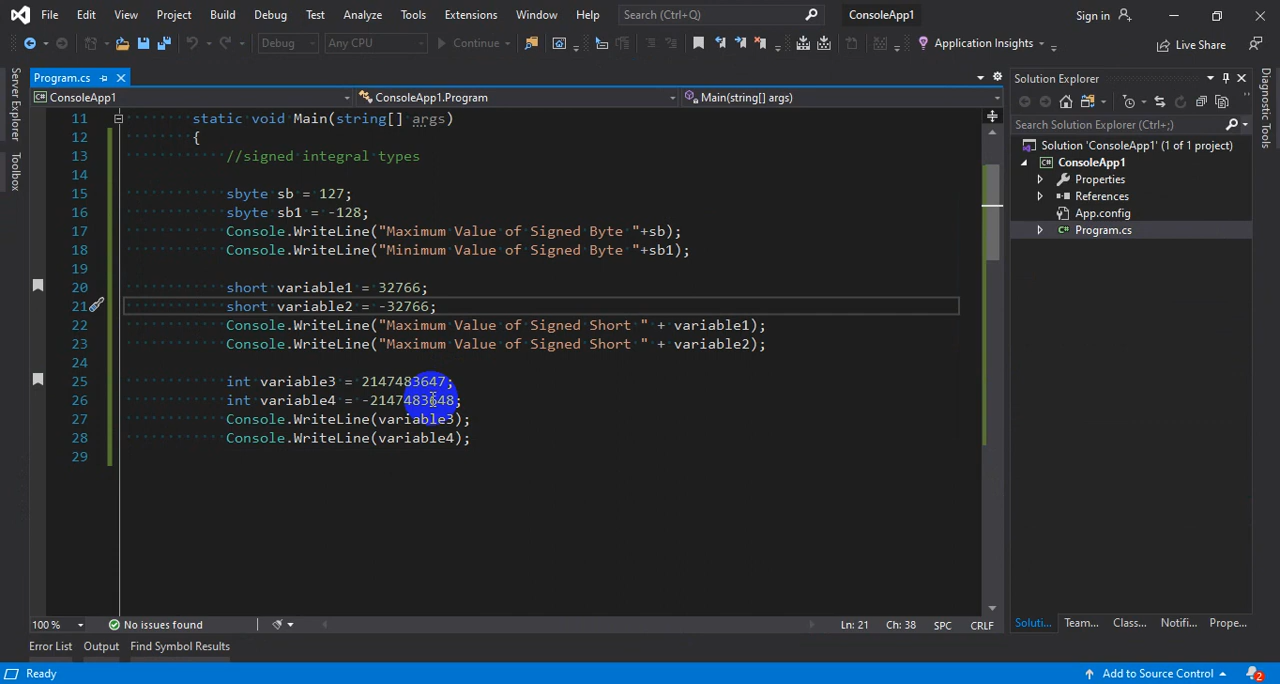 File Edit View Project Build Debug Test Analyze Tools Extensions Window Help Search (Ctrl+Q) ConsoleApp1 Sign in
Debug Any CPU Continue Application Insights Live Share
Server Explorer
Toolbox
Program.cs
ConsoleApp1 ConsoleApp1.Program Main(string[] args)
11 static void Main(string[] args)
12 {
13 //signed integral types
14
15 sbyte sb = 127;
16 sbyte sb1 = -128;
17 Console.WriteLine("Maximum Value of Signed Byte "+sb);
18 Console.WriteLine("Minimum Value of Signed Byte "+sb1);
19
20 short variable1 = 32766;
21 short variable2 = -32766;
22 Console.WriteLine("Maximum Value of Signed Short " + variable1);
23 Console.WriteLine("Maximum Value of Signed Short " + variable2);
24
25 int variable3 = 2147483647;
26 int variable4 = -2147483648;
27 Console.WriteLine(variable3);
28 Console.WriteLine(variable4);
29
100 % No issues found Ln: 21 Ch: 38 SPC CRLF
Solution Explorer
Search Solution Explorer (Ctrl+;)
Solution 'ConsoleApp1' (1 of 1 project)
ConsoleApp1
Properties
References
App.config
C# Program.cs
Soluti... Team... Class... Notifi... Prope...
Diagnostic Tools
Error List Output Find Symbol Results
Ready Add to Source Control 2